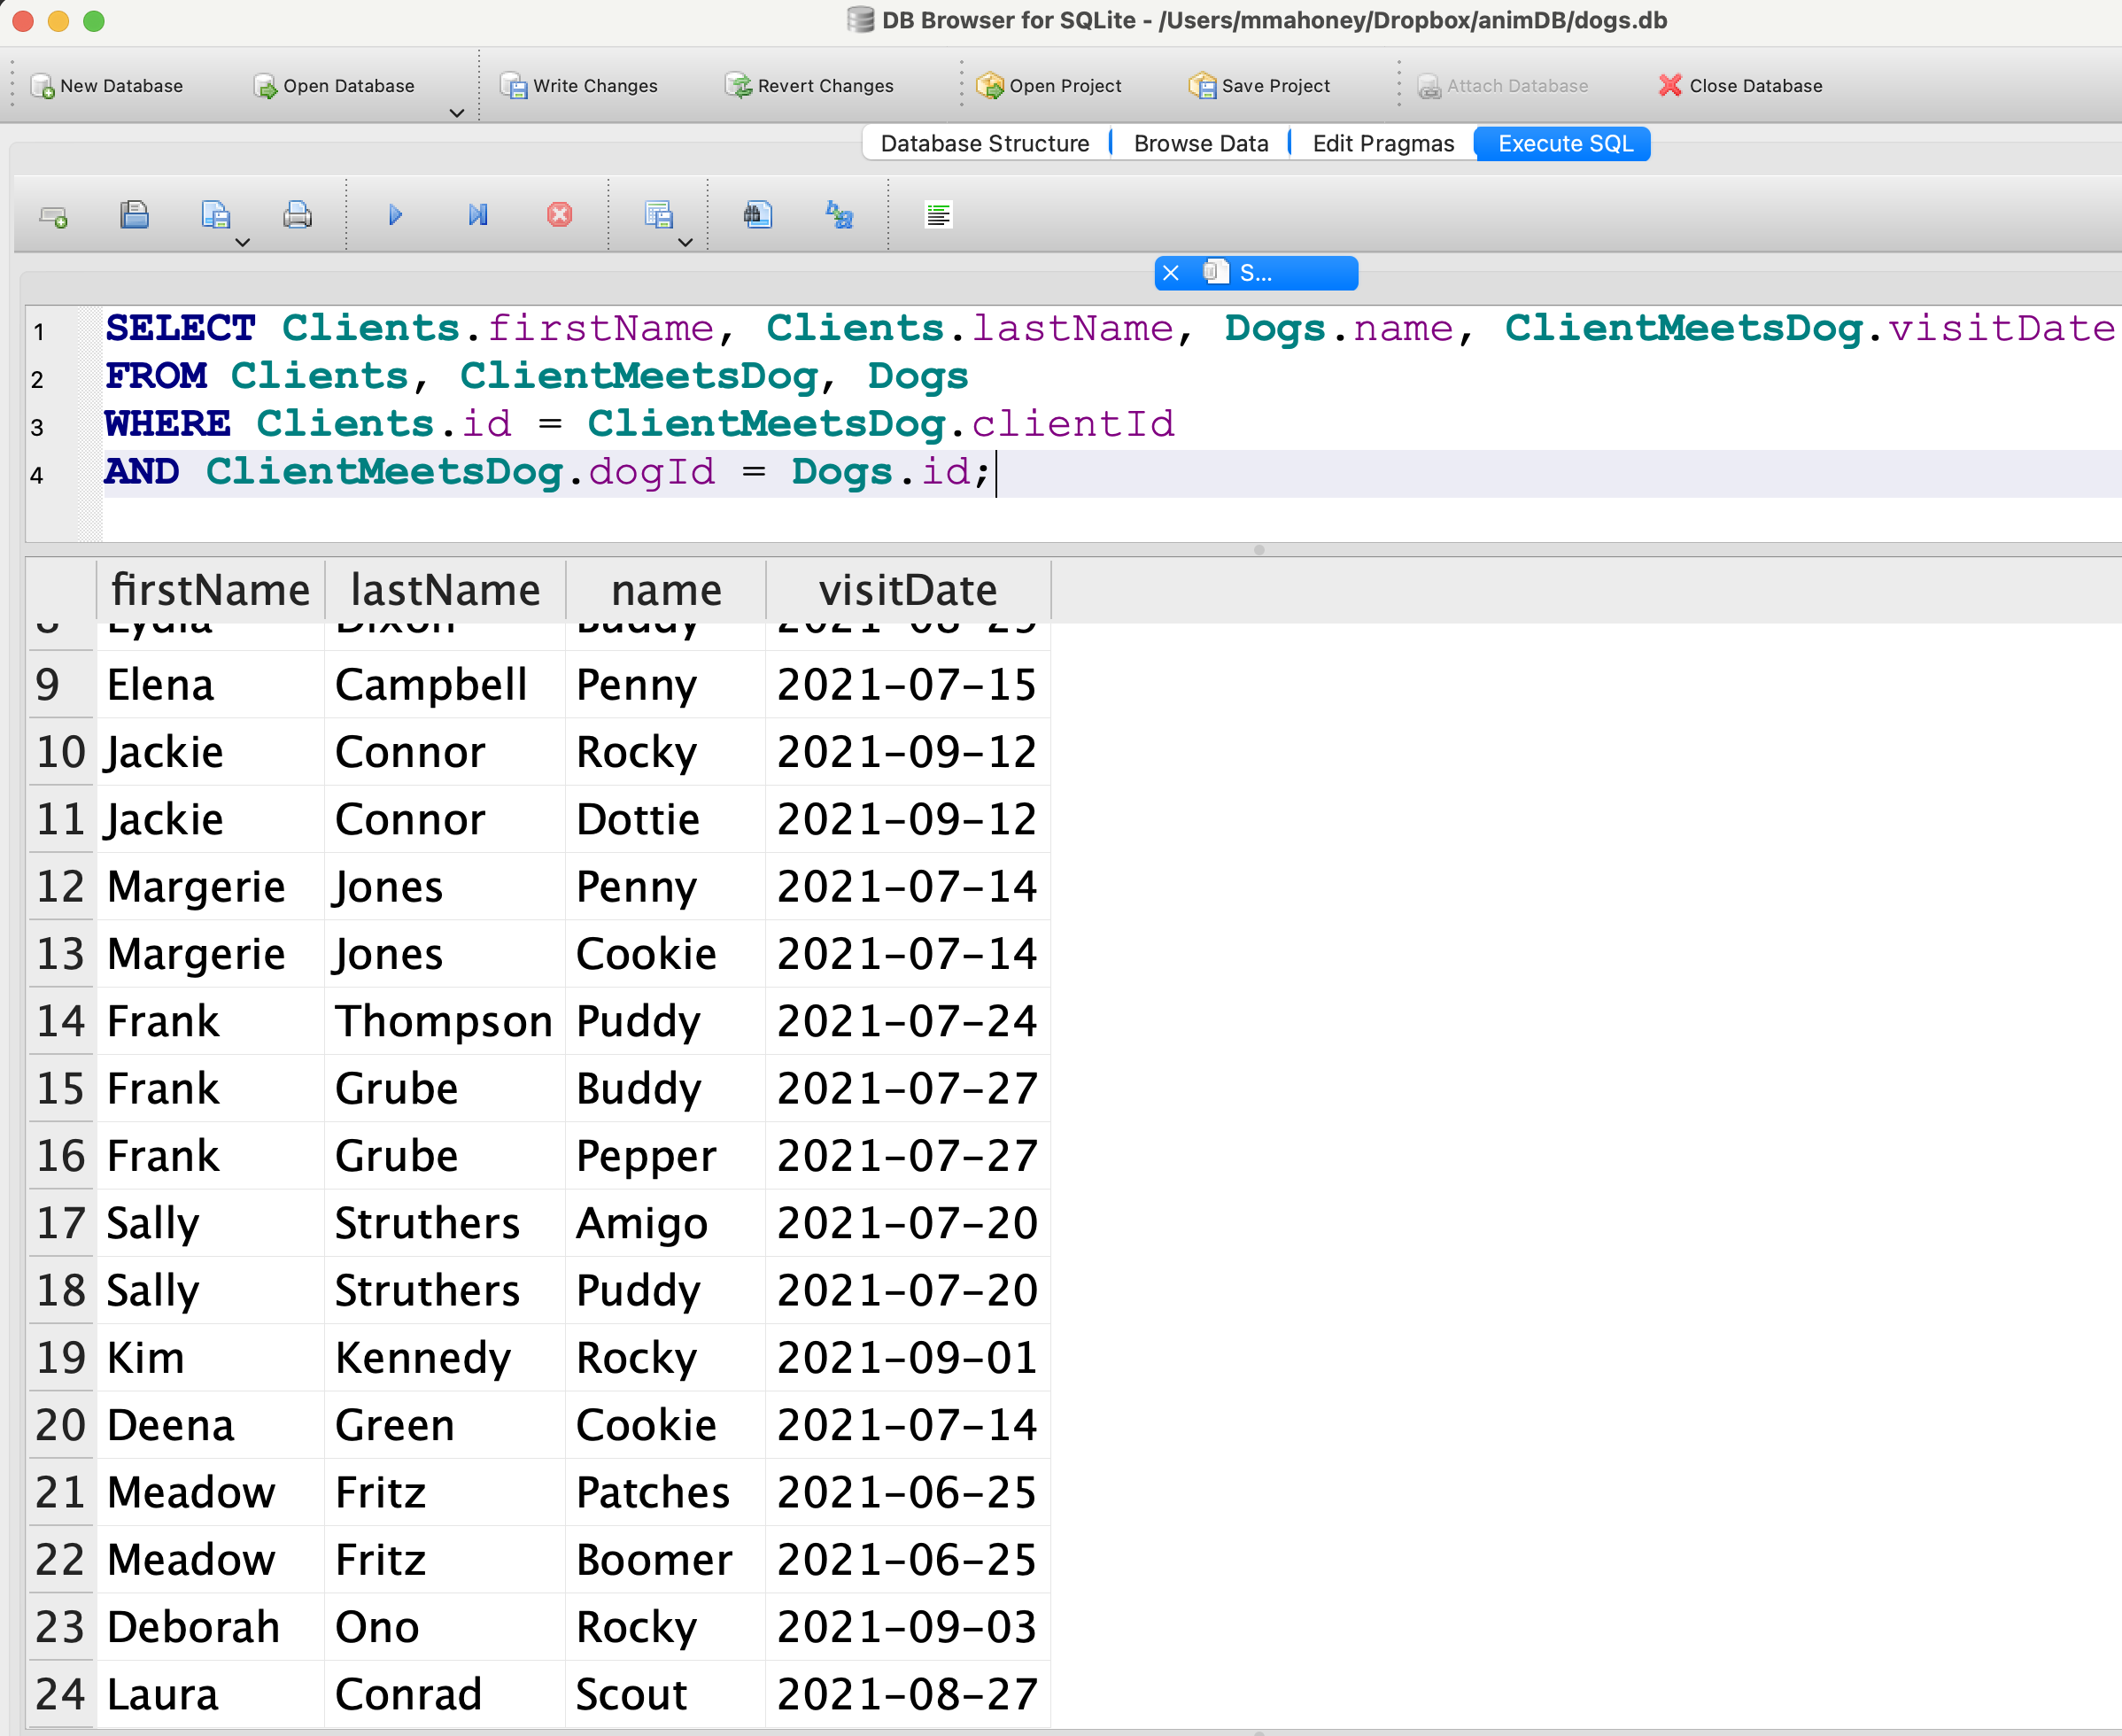 DB Browser for SQLite - /Users/mmahoney/Dropbox/animDB/dogs.db
New Database Open Database Write Changes Revert Changes Open Project Save Project Attach Database Close Database
Database Structure Browse Data Edit Pragmas Execute SQL
S...
1 SELECT Clients.firstName, Clients.lastName, Dogs.name, ClientMeetsDog.visitDate
2 FROM Clients, ClientMeetsDog, Dogs
3 WHERE Clients.id = ClientMeetsDog.clientId
4 AND ClientMeetsDog.dogId = Dogs.id;
firstName lastName name visitDate
8 Lydia Dixon Buddy
9 Elena Campbell Penny 2021-07-15
10 Jackie Connor Rocky 2021-09-12
11 Jackie Connor Dottie 2021-09-12
12 Margerie Jones Penny 2021-07-14
13 Margerie Jones Cookie 2021-07-14
14 Frank Thompson Puddy 2021-07-24
15 Frank Grube Buddy 2021-07-27
16 Frank Grube Pepper 2021-07-27
17 Sally Struthers Amigo 2021-07-20
18 Sally Struthers Puddy 2021-07-20
19 Kim Kennedy Rocky 2021-09-01
20 Deena Green Cookie 2021-07-14
21 Meadow Fritz Patches 2021-06-25
22 Meadow Fritz Boomer 2021-06-25
23 Deborah Ono Rocky 2021-09-03
24 Laura Conrad Scout 2021-08-27